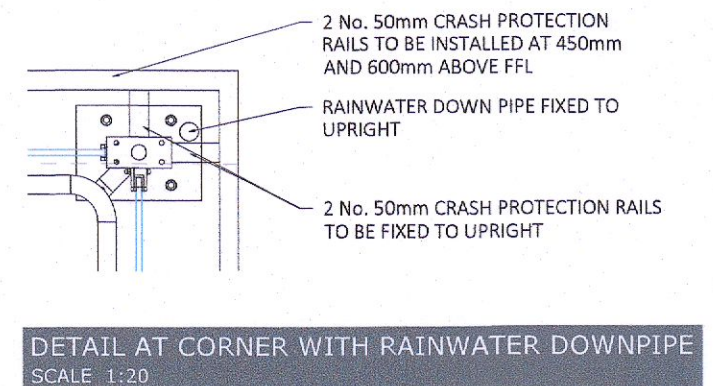 2 No. 50mm CRASH PROTECTION
RAILS TO BE INSTALLED AT 450mm
AND 600mm ABOVE FFL
RAINWATER DOWN PIPE FIXED TO
UPRIGHT
2 No. 50mm CRASH PROTECTION RAILS
TO BE FIXED TO UPRIGHT
DETAIL AT CORNER WITH RAINWATER DOWNPIPE
SCALE 1:20